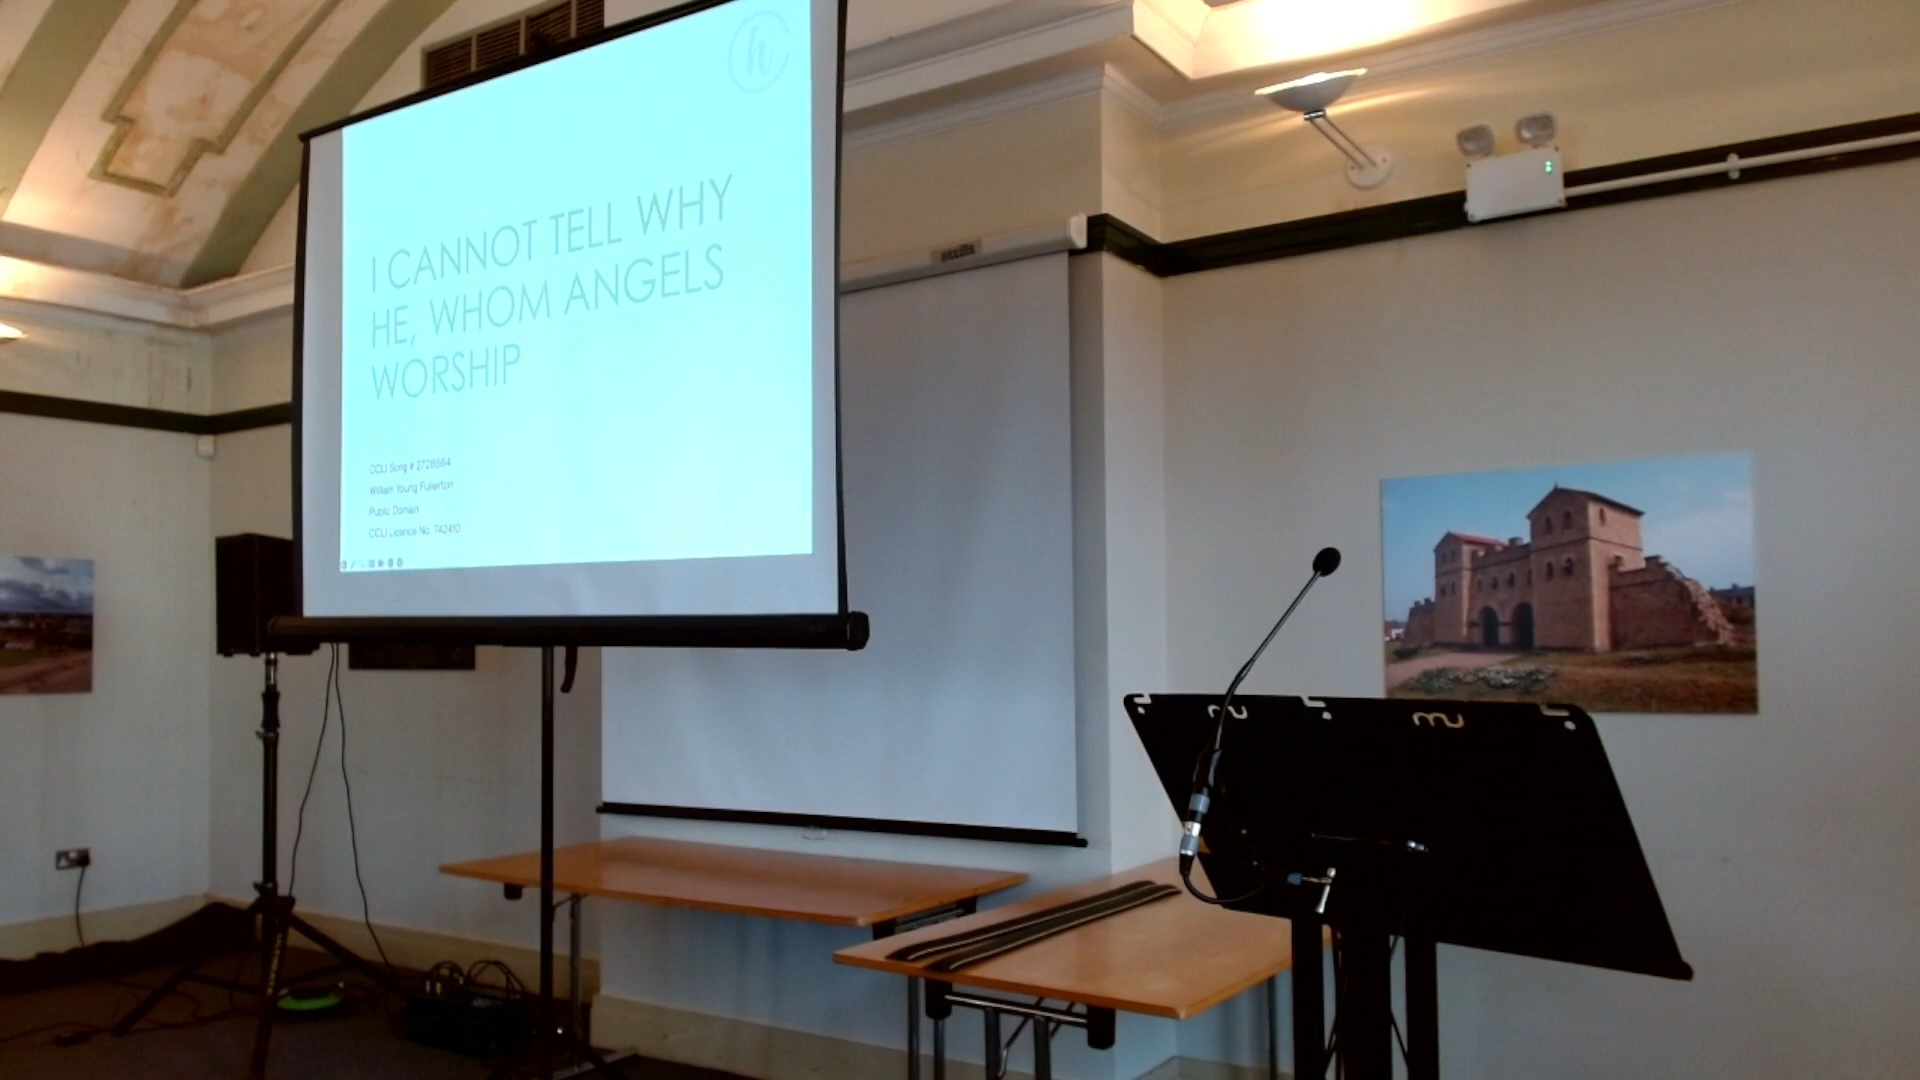 h
I CANNOT TELL WHY
HE, WHOM ANGELS
WORSHIP
CCLI Song # 2728564
William Young Fullerton
Public Domain
CCLI Licence No. 742410